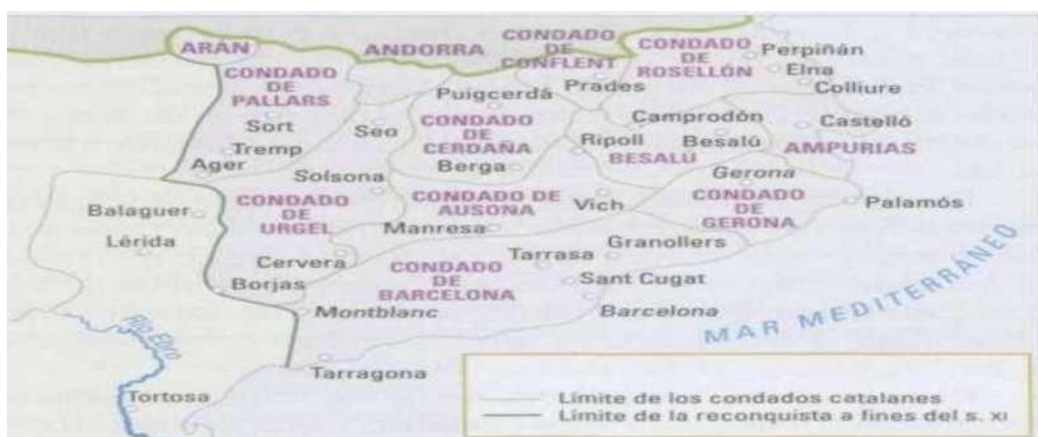 ARÁN
ANDORRA
CONDADO
DE
CONFLENT
CONDADO
DE
ROSELLÓN
Perpiñán
Elna
Colliure
CONDADO
DE
PALLARS
Puigcerdá
Prades
Sort
Seo
CONDADO
DE
CERDAÑA
Camprodón
Castelló
Tremp
Ripoll
BESALÚ
Besalú
AMPURIAS
Ager
Berga
Solsona
Gerona
Balaguer
CONDADO
DE
URGEL
CONDADO DE
AUSONA
Vich
CONDADO
DE
GERONA
Palamós
Lérida
Manresa
Granollers
Cervera
Tarrasa
CONDADO
DE
BARCELONA
Sant Cugat
Borjas
Montblanc
Barcelona
MAR MEDITERRÁNEO
Río Ebro
Tarragona
Tortosa
Límite de los condados catalanes
Límite de la reconquista a fines del s. XI